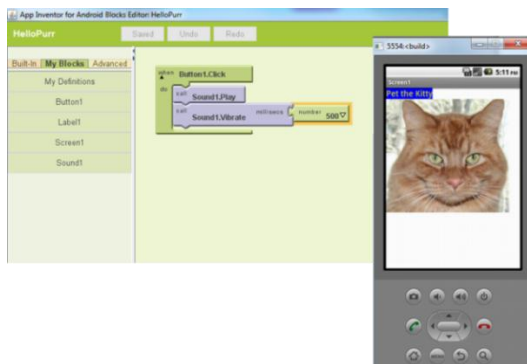 App Inventor for Android Blocks Editor: HelloPurr
HelloPurr
Saved Undo Redo
Built-In My Blocks Advanced
My Definitions
Button1
Label1
Screen1
Sound1
when Button1.Click
do
call Sound1.Play
call Sound1.Vibrate millisecs number 500
5554:<build>
5:11 PM
Screen1
Pet the Kitty
MENU